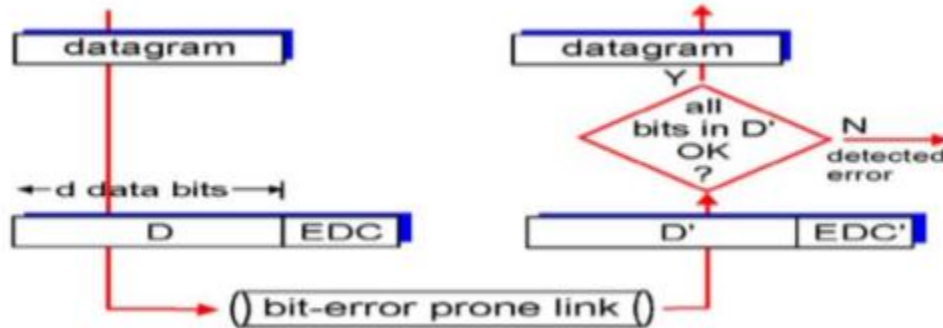 datagram
datagram
Y
all
bits in D'
OK
?
N
detected
error
d data bits
D
EDC
D'
EDC'
bit-error prone link